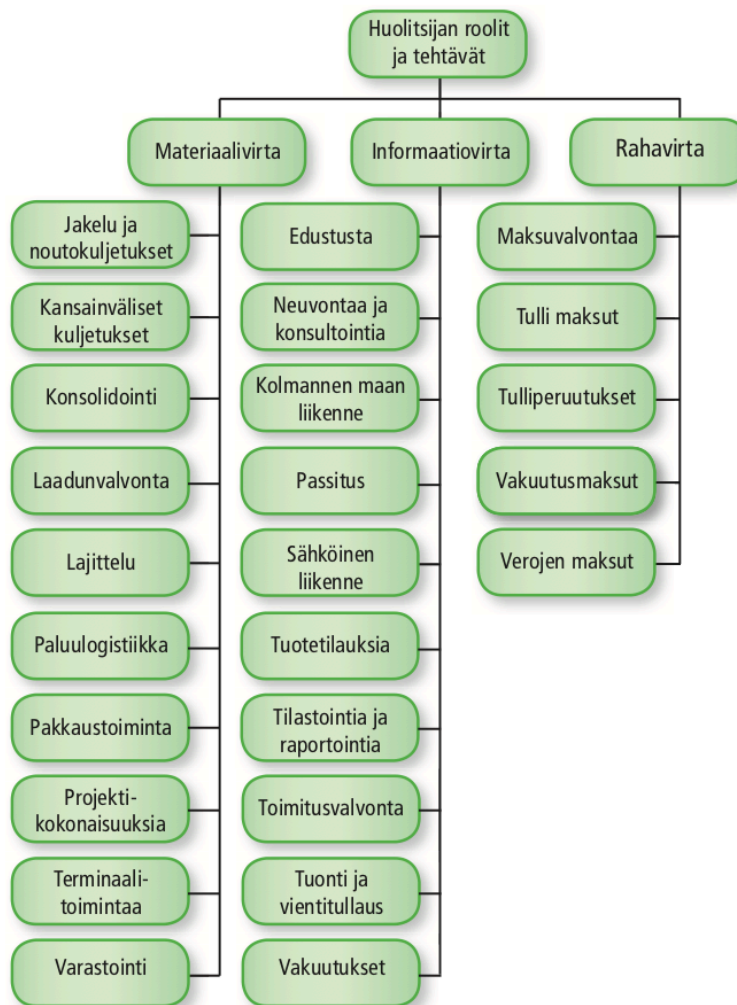 Huolitsijan roolit
ja tehtävät
Materiaalivirta
Informaatiovirta
Rahavirta
Jakelu ja
noutokuljetukset
Kansainväliset
kuljetukset
Konsolidointi
Laadunvalvonta
Lajittelu
Paluulogistiikka
Pakkaustoiminta
Projekti-
kokonaisuuksia
Terminaali-
toimintaa
Varastointi
Edustusta
Neuvontaa ja
konsultointia
Kolmannen maan
liikenne
Passitus
Sähköinen
liikenne
Tuotetilauksia
Tilastointia ja
raportointia
Toimitusvalvonta
Tuonti ja
vientitullaus
Vakuutukset
Maksuvalvontaa
Tulli maksut
Tulliperuutukset
Vakuutusmaksut
Verojen maksut